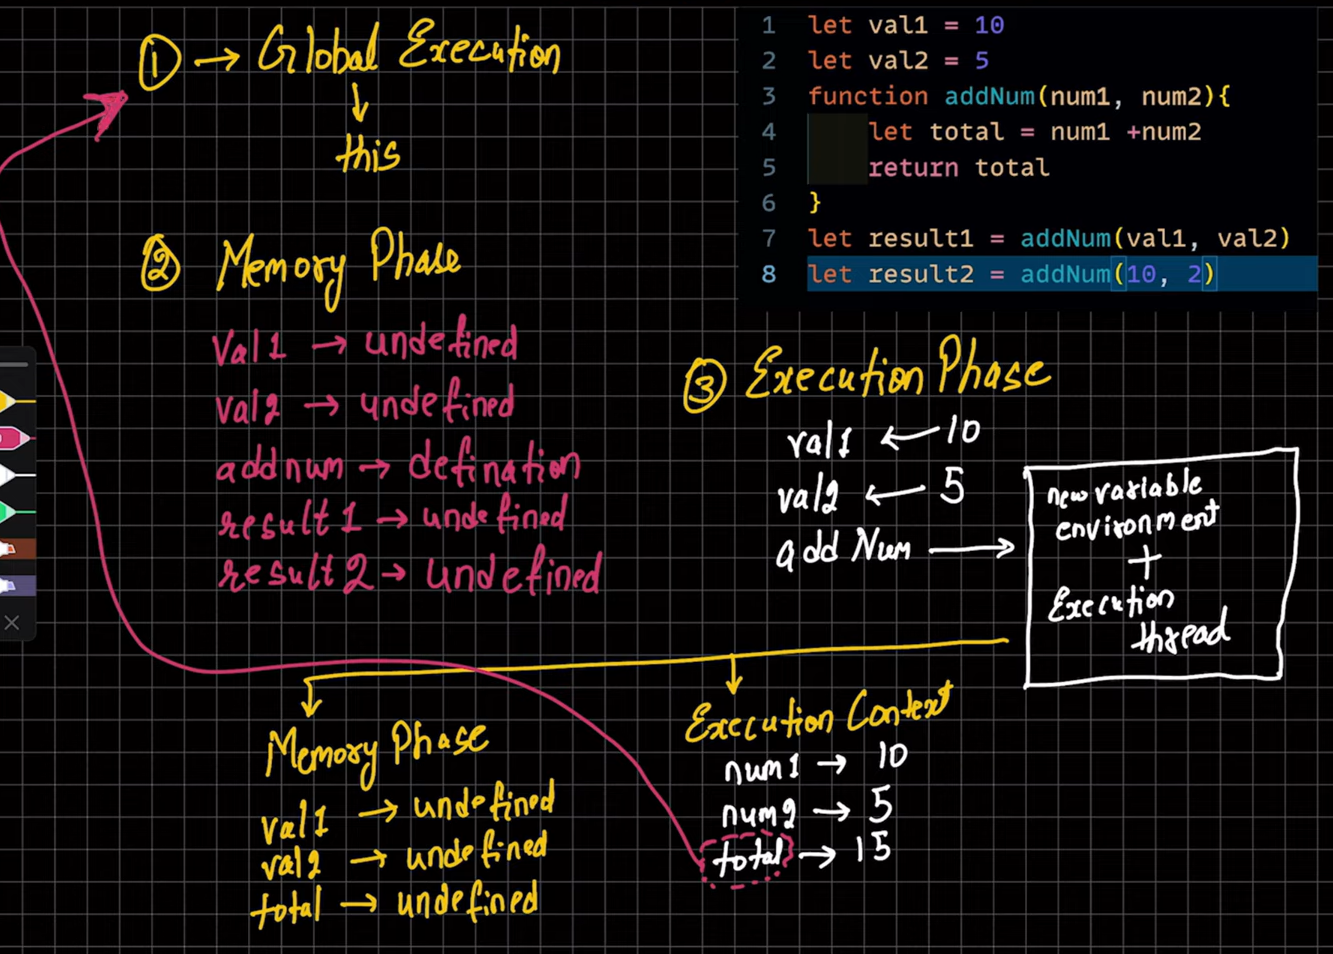 ① → Global Execution
↓
this
② Memory Phase
Val1 → undefined
val2 → undefined
addnum → defination
result1 → undefined
result2 → undefined
1 let val1 = 10
2 let val2 = 5
3 function addNum(num1, num2){
4 let total = num1 +num2
5 return total
6 }
7 let result1 = addNum(val1, val2)
8 let result2 = addNum(10, 2)
③ Execution Phase
val1 ← 10
val2 ← 5
add Num →
new variable
environment
+
Execution
thread
Memory Phase
val1 → undefined
val2 → undefined
total → undefined
Execution Context
num1 → 10
num2 → 5
total → 15